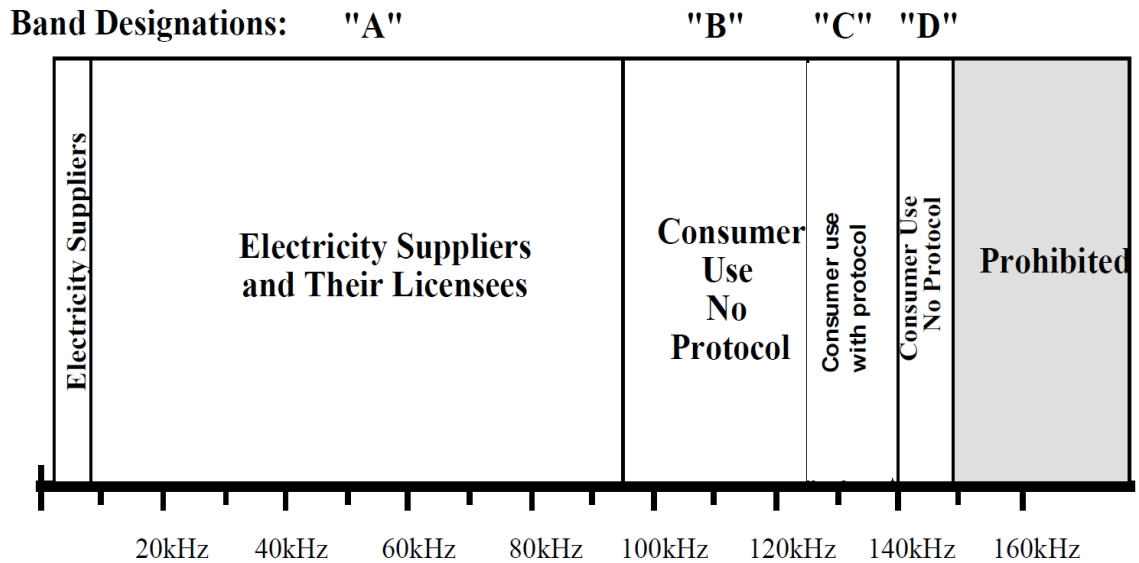 Band Designations: "A" "B" "C" "D"
Electricity Suppliers
Electricity Suppliers
and Their Licensees
Consumer
Use
No
Protocol
Consumer use
with protocol
Consumer Use
No Protocol
Prohibited
20kHz 40kHz 60kHz 80kHz 100kHz 120kHz 140kHz 160kHz